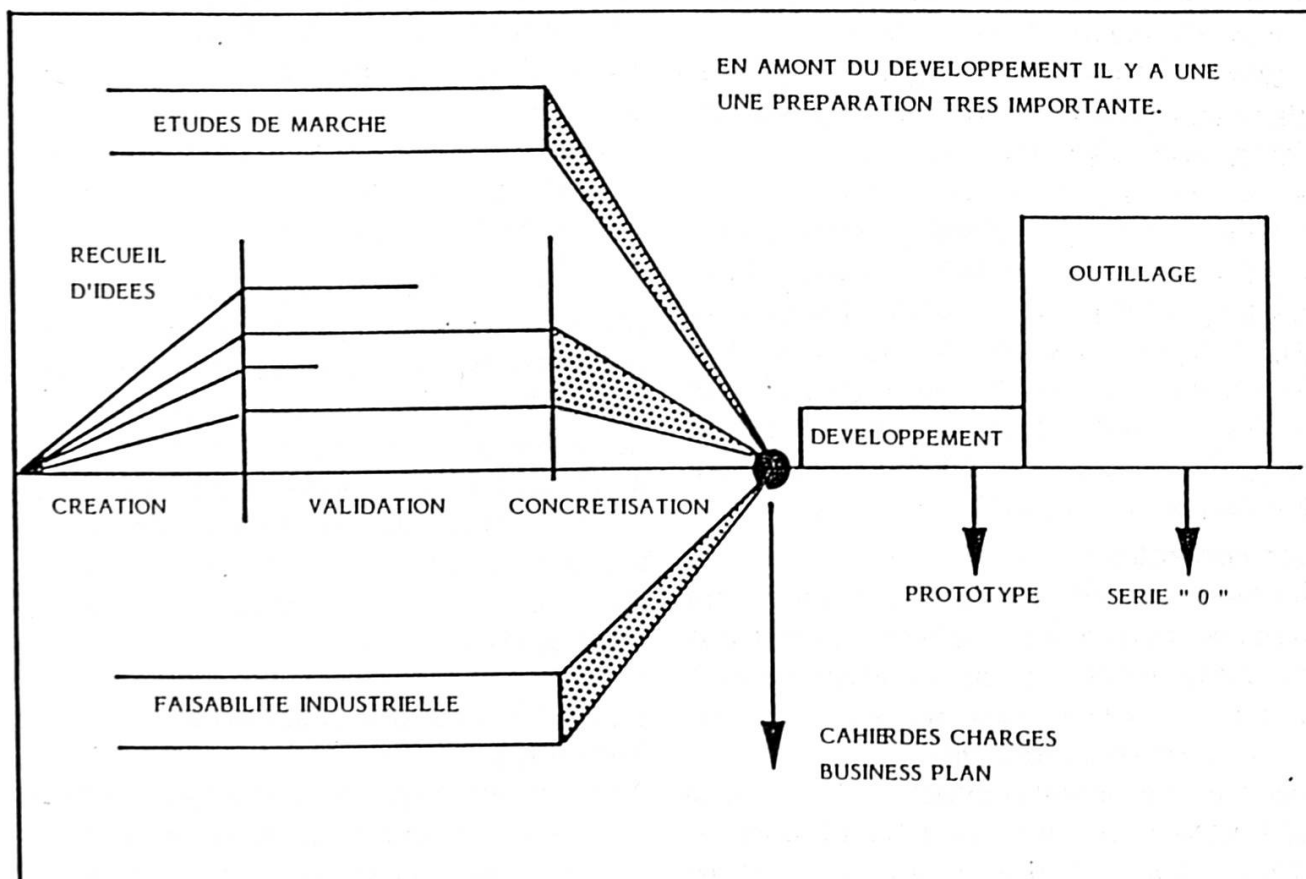 EN AMONT DU DEVELOPPEMENT IL Y A UNE
UNE PREPARATION TRES IMPORTANTE.
ETUDES DE MARCHE
RECUEIL
D'IDEES
OUTILLAGE
DEVELOPPEMENT
CREATION
VALIDATION
CONCRETISATION
PROTOTYPE
SERIE " 0 "
FAISABILITE INDUSTRIELLE
CAHIERDES CHARGES
BUSINESS PLAN